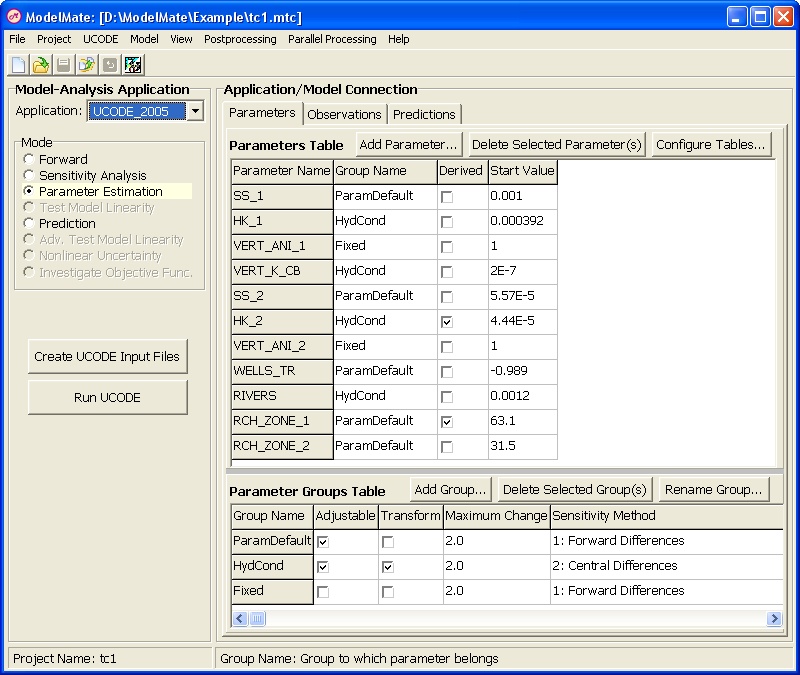 ModelMate: [D:\ModelMate\Example\tc1.mtc]
File Project UCODE Model View Postprocessing Parallel Processing Help
Model-Analysis Application
Application: UCODE_2005
Mode
Forward
Sensitivity Analysis
Parameter Estimation
Test Model Linearity
Prediction
Adv. Test Model Linearity
Nonlinear Uncertainty
Investigate Objective Func.
Create UCODE Input Files
Run UCODE
Application/Model Connection
Parameters Observations Predictions
Parameters Table Add Parameter... Delete Selected Parameter(s) Configure Tables...
Parameter Name Group Name Derived Start Value
SS_1 ParamDefault 0.001
HK_1 HydCond 0.000392
VERT_ANI_1 Fixed 1
VERT_K_CB HydCond 2E-7
SS_2 ParamDefault 5.57E-5
HK_2 HydCond 4.44E-5
VERT_ANI_2 Fixed 1
WELLS_TR ParamDefault -0.989
RIVERS HydCond 0.0012
RCH_ZONE_1 ParamDefault 63.1
RCH_ZONE_2 ParamDefault 31.5
Parameter Groups Table Add Group... Delete Selected Group(s) Rename Group...
Group Name Adjustable Transform Maximum Change Sensitivity Method
ParamDefault 2.0 1: Forward Differences
HydCond 2.0 2: Central Differences
Fixed 2.0 1: Forward Differences
Project Name: tc1 Group Name: Group to which parameter belongs